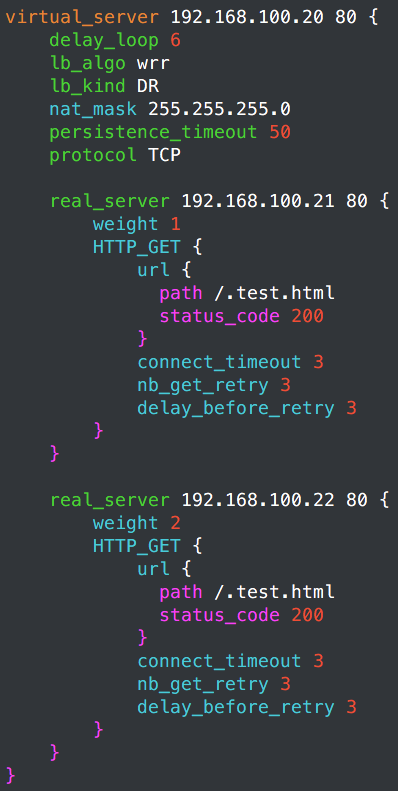 virtual_server 192.168.100.20 80 {
    delay_loop 6
    lb_algo wrr
    lb_kind DR
    nat_mask 255.255.255.0
    persistence_timeout 50
    protocol TCP

    real_server 192.168.100.21 80 {
        weight 1
        HTTP_GET {
            url {
              path /.test.html
              status_code 200
            }
            connect_timeout 3
            nb_get_retry 3
            delay_before_retry 3
        }
    }

    real_server 192.168.100.22 80 {
        weight 2
        HTTP_GET {
            url {
              path /.test.html
              status_code 200
            }
            connect_timeout 3
            nb_get_retry 3
            delay_before_retry 3
        }
    }
}